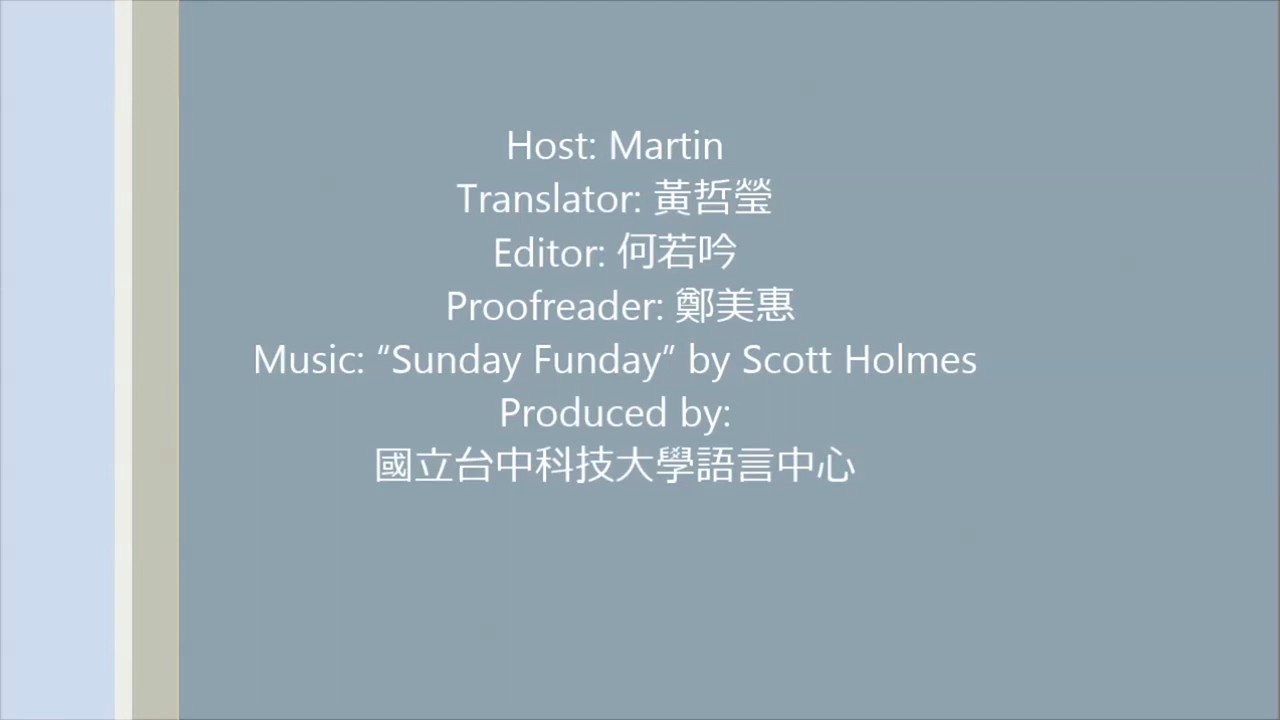 Host: Martin
Translator: 黃哲瑩
Editor: 何若吟
Proofreader: 鄭美惠
Music: “Sunday Funday” by Scott Holmes
Produced by:
國立台中科技大學語言中心